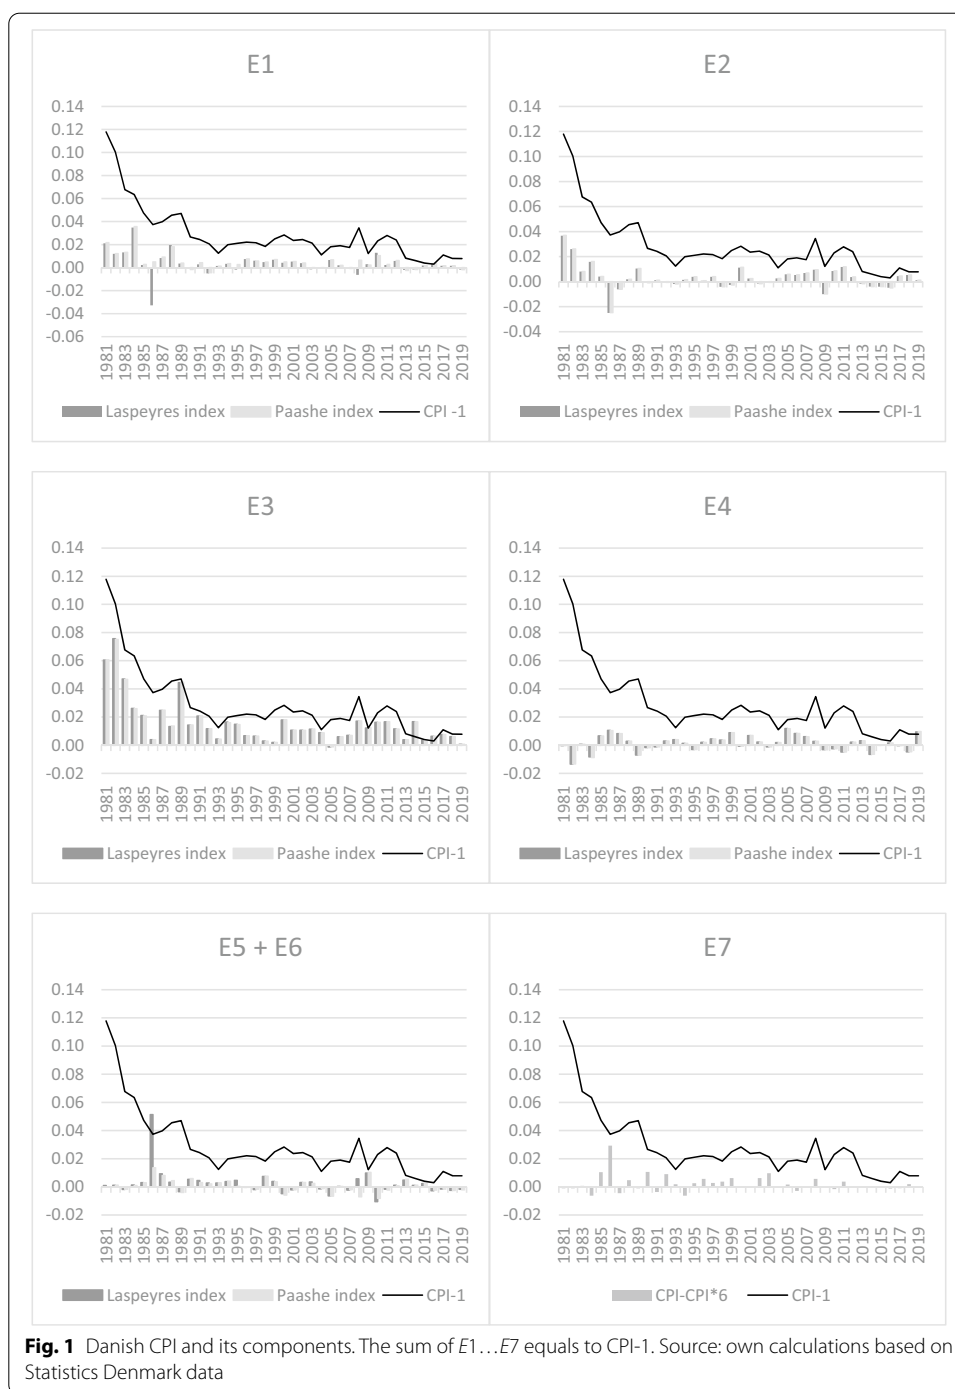 E1
0.14
0.12
0.10
0.08
0.06
0.04
0.02
0.00
-0.02
-0.04
-0.06
1981 1983 1985 1987 1989 1991 1993 1995 1997 1999 2001 2003 2005 2007 2009 2011 2013 2015 2017 2019
Laspeyres index Paashe index CPI -1
E2
0.14
0.12
0.10
0.08
0.06
0.04
0.02
0.00
-0.02
-0.04
1981 1983 1985 1987 1989 1991 1993 1995 1997 1999 2001 2003 2005 2007 2009 2011 2013 2015 2017 2019
Laspeyres index Paashe index CPI-1
E3
0.14
0.12
0.10
0.08
0.06
0.04
0.02
0.00
-0.02
1981 1983 1985 1987 1989 1991 1993 1995 1997 1999 2001 2003 2005 2007 2009 2011 2013 2015 2017 2019
Laspeyres index Paashe index CPI-1
E4
0.14
0.12
0.10
0.08
0.06
0.04
0.02
0.00
-0.02
1981 1983 1985 1987 1989 1991 1993 1995 1997 1999 2001 2003 2005 2007 2009 2011 2013 2015 2017 2019
Laspeyres index Paashe index CPI-1
E5 + E6
0.14
0.12
0.10
0.08
0.06
0.04
0.02
0.00
-0.02
1981 1983 1985 1987 1989 1991 1993 1995 1997 1999 2001 2003 2005 2007 2009 2011 2013 2015 2017 2019
Laspeyres index Paashe index CPI-1
E7
0.14
0.12
0.10
0.08
0.06
0.04
0.02
0.00
-0.02
1981 1983 1985 1987 1989 1991 1993 1995 1997 1999 2001 2003 2005 2007 2009 2011 2013 2015 2017 2019
CPI-CPI*6 CPI-1
Fig. 1 Danish CPI and its components. The sum of E1…E7 equals to CPI-1. Source: own calculations based on
Statistics Denmark data